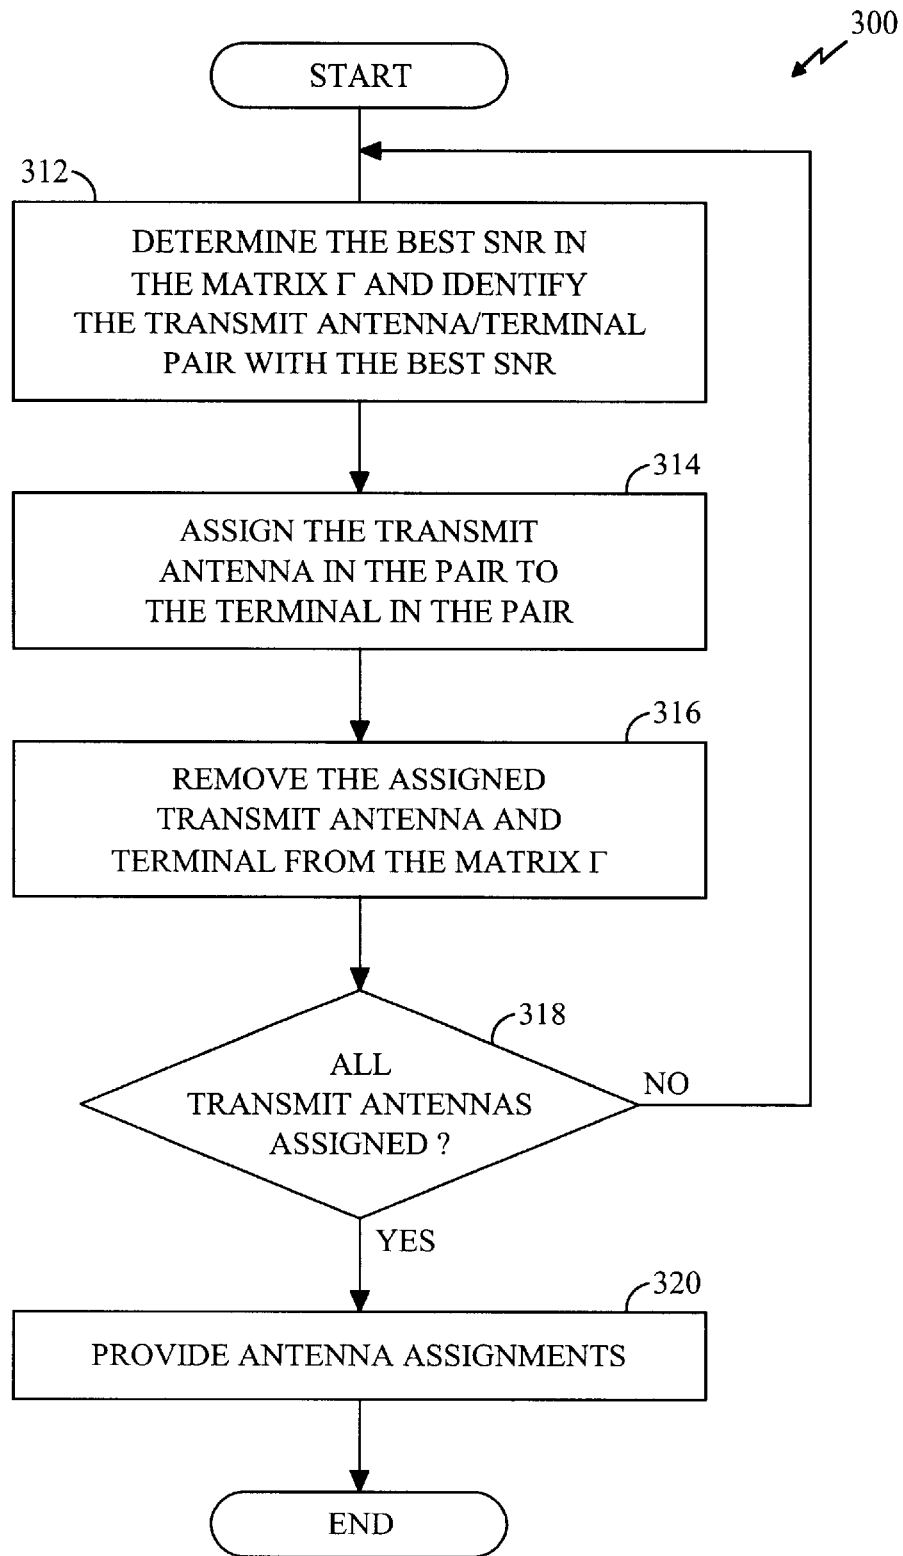 300
START
312
DETERMINE THE BEST SNR IN
THE MATRIX Γ AND IDENTIFY
THE TRANSMIT ANTENNA/TERMINAL
PAIR WITH THE BEST SNR
314
ASSIGN THE TRANSMIT
ANTENNA IN THE PAIR TO
THE TERMINAL IN THE PAIR
316
REMOVE THE ASSIGNED
TRANSMIT ANTENNA AND
TERMINAL FROM THE MATRIX Γ
318
ALL
TRANSMIT ANTENNAS
ASSIGNED ?
NO
YES
320
PROVIDE ANTENNA ASSIGNMENTS
END